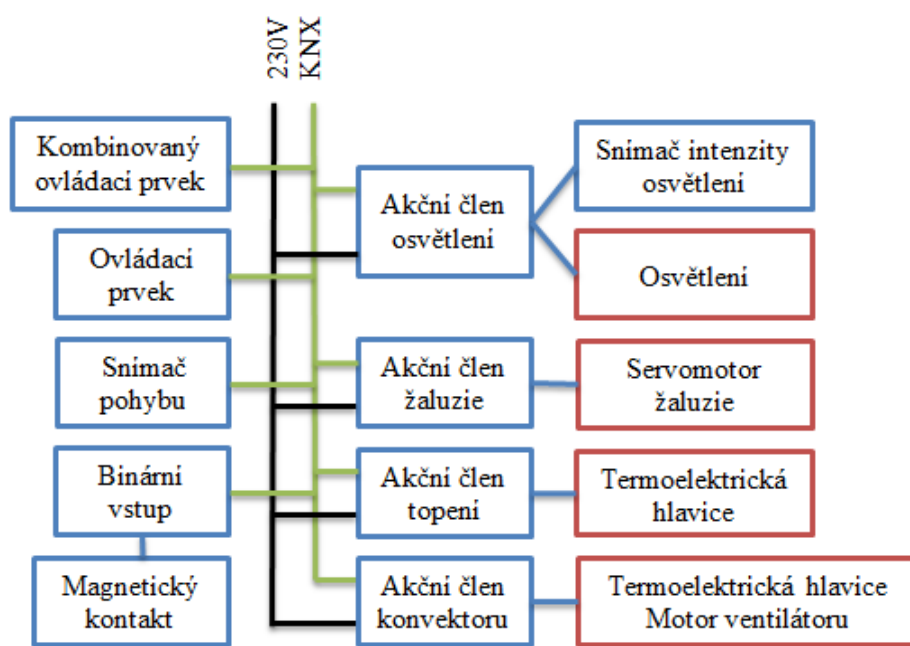 230V
KNX
Kombinovaný
ovládací prvek
Ovládací
prvek
Snímač
pohybu
Binární
vstup
Magnetický
kontakt
Akční člen
osvětlení
Akční člen
žaluzie
Akční člen
topení
Akční člen
konvektoru
Snímač intenzity
osvětlení
Osvětlení
Servomotor
žaluzie
Termoelektrická
hlavice
Termoelektrická hlavice
Motor ventilátoru